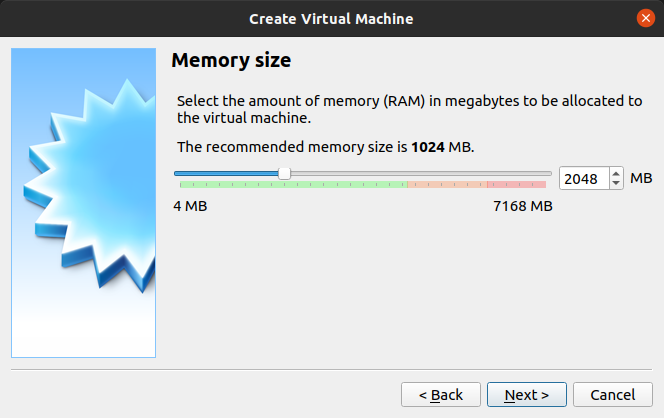 Create Virtual Machine
Memory size
Select the amount of memory (RAM) in megabytes to be allocated to
the virtual machine.
The recommended memory size is 1024 MB.
2048 MB
4 MB 7168 MB
< Back Next > Cancel